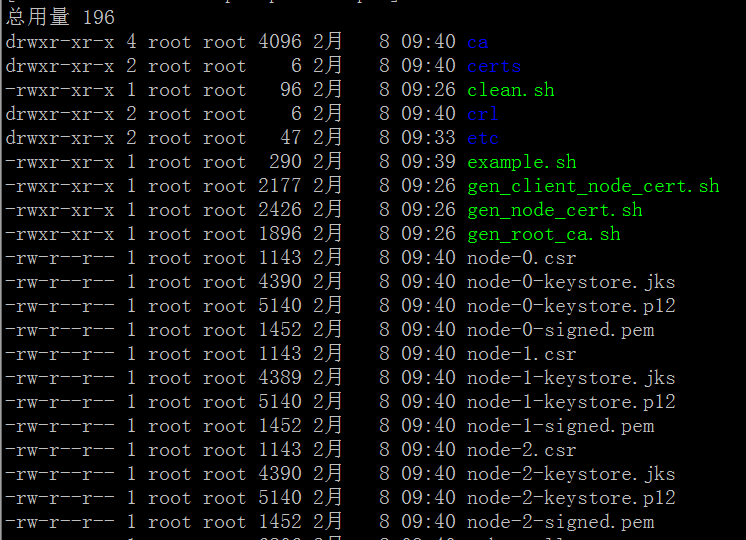 总用量 196
drwxr-xr-x 4 root root 4096 2月   8 09:40 ca
drwxr-xr-x 2 root root    6 2月   8 09:40 certs
-rwxr-xr-x 1 root root   96 2月   8 09:26 clean.sh
drwxr-xr-x 2 root root    6 2月   8 09:40 crl
drwxr-xr-x 2 root root   47 2月   8 09:33 etc
-rwxr-xr-x 1 root root  290 2月   8 09:39 example.sh
-rwxr-xr-x 1 root root 2177 2月   8 09:26 gen_client_node_cert.sh
-rwxr-xr-x 1 root root 2426 2月   8 09:26 gen_node_cert.sh
-rwxr-xr-x 1 root root 1896 2月   8 09:26 gen_root_ca.sh
-rw-r--r-- 1 root root 1143 2月   8 09:40 node-0.csr
-rw-r--r-- 1 root root 4390 2月   8 09:40 node-0-keystore.jks
-rw-r--r-- 1 root root 5140 2月   8 09:40 node-0-keystore.p12
-rw-r--r-- 1 root root 1452 2月   8 09:40 node-0-signed.pem
-rw-r--r-- 1 root root 1143 2月   8 09:40 node-1.csr
-rw-r--r-- 1 root root 4389 2月   8 09:40 node-1-keystore.jks
-rw-r--r-- 1 root root 5140 2月   8 09:40 node-1-keystore.p12
-rw-r--r-- 1 root root 1452 2月   8 09:40 node-1-signed.pem
-rw-r--r-- 1 root root 1143 2月   8 09:40 node-2.csr
-rw-r--r-- 1 root root 4390 2月   8 09:40 node-2-keystore.jks
-rw-r--r-- 1 root root 5140 2月   8 09:40 node-2-keystore.p12
-rw-r--r-- 1 root root 1452 2月   8 09:40 node-2-signed.pem